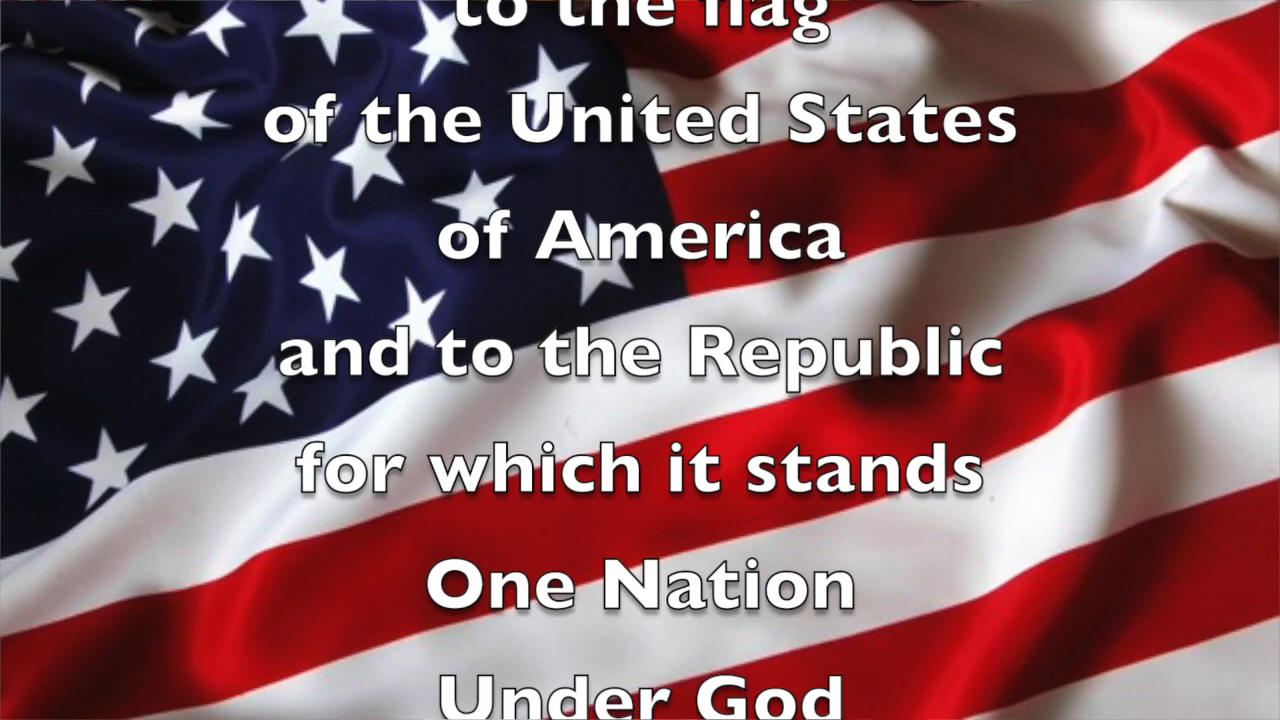 to the flag
of the United States
of America
and to the Republic
for which it stands
One Nation
Under God